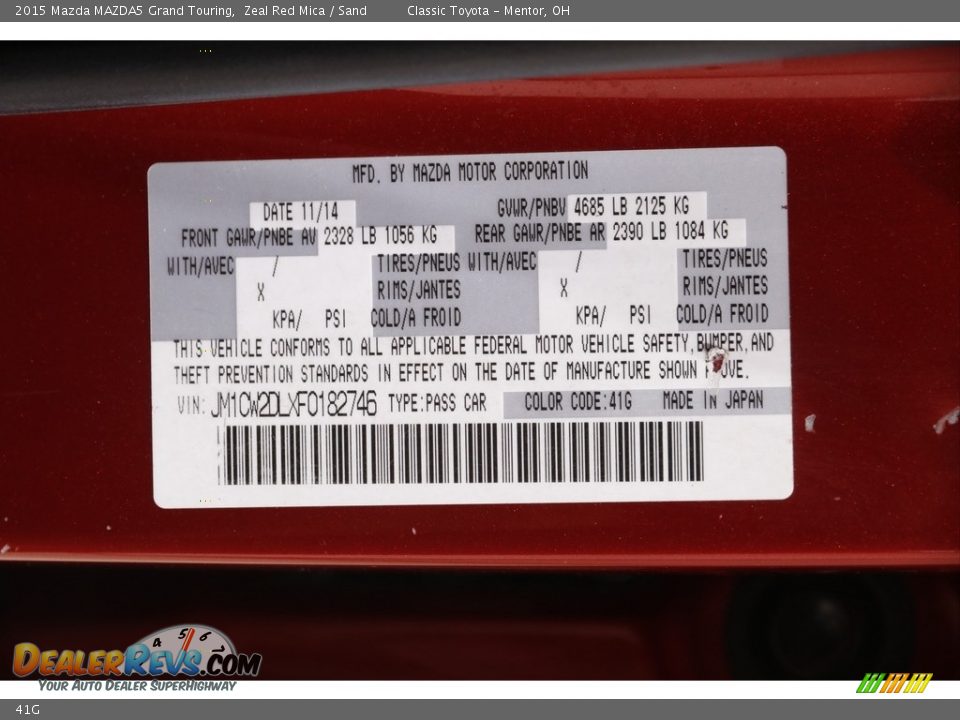 2015 Mazda MAZDA5 Grand Touring, Zeal Red Mica / Sand Classic Toyota – Mentor, OH
MFD. BY MAZDA MOTOR CORPORATION
DATE 11/14 GVWR/PNBV 4685 LB 2125 KG
FRONT GAWR/PNBE AV 2328 LB 1056 KG REAR GAWR/PNBE AR 2390 LB 1084 KG
WITH/AVEC / TIRES/PNEUS WITH/AVEC / TIRES/PNEUS
X RIMS/JANTES X RIMS/JANTES
KPA/ PSI COLD/A FROID KPA/ PSI COLD/A FROID
THIS VEHICLE CONFORMS TO ALL APPLICABLE FEDERAL MOTOR VEHICLE SAFETY, BUMPER, AND
THEFT PREVENTION STANDARDS IN EFFECT ON THE DATE OF MANUFACTURE SHOWN
VIN: JM1CW2DLXF0182746 TYPE:PASS CAR COLOR CODE:41G MADE IN JAPAN
4 5 6
DEALERREVS.COM
YOUR AUTO DEALER SUPERHIGHWAY
41G